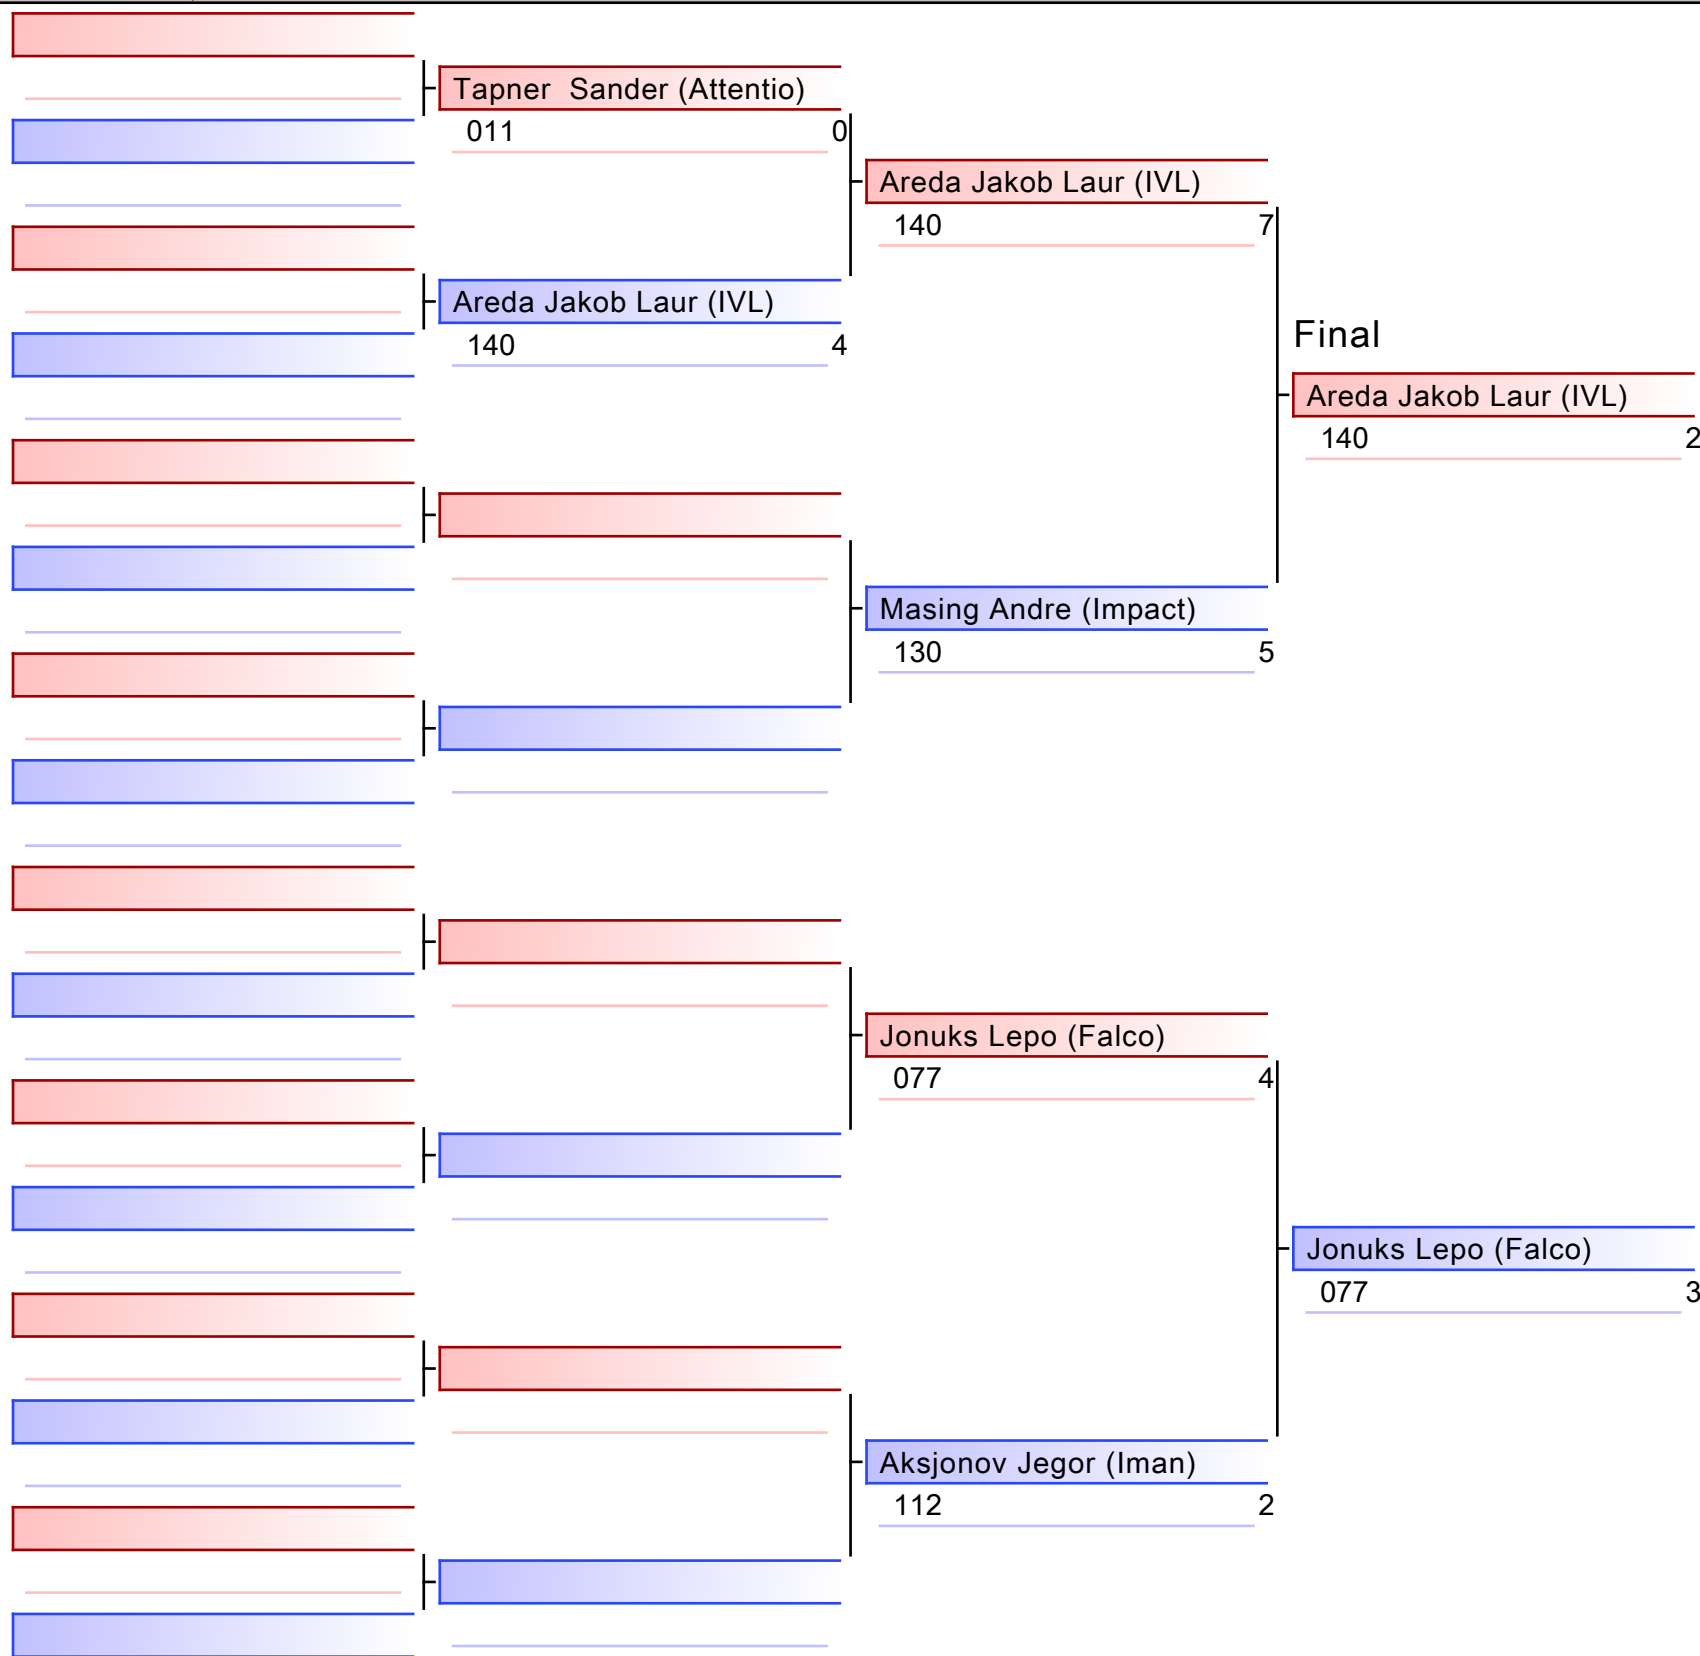 Tapner  Sander (Attentio)
011 0
Areda Jakob Laur (IVL)
140 4
Areda Jakob Laur (IVL)
140 7
Masing Andre (Impact)
130 5
Jonuks Lepo (Falco)
077 4
Aksjonov Jegor (Iman)
112 2
Final
Areda Jakob Laur (IVL)
140 2
Jonuks Lepo (Falco)
077 3